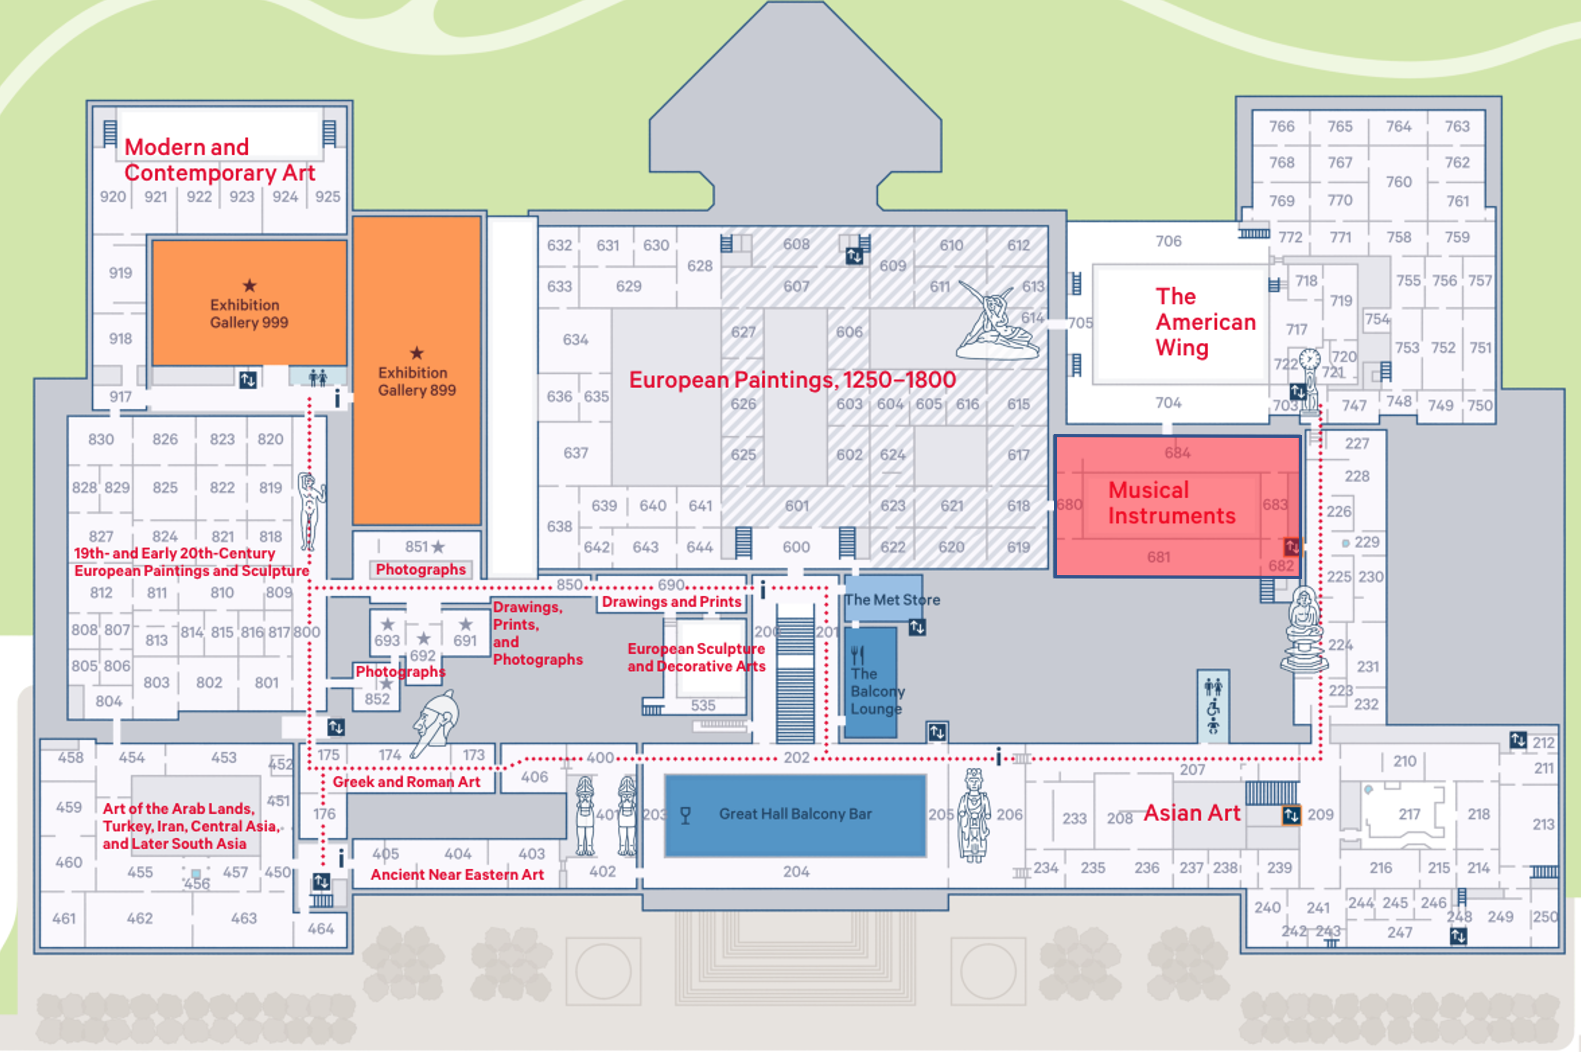 Modern and
Contemporary Art
920 921 922 923 924 925
919
918
917
★
Exhibition
Gallery 999
★
Exhibition
Gallery 899
i
830 826 823 820
828 829 825 822 819
827 824 821 818
19th- and Early 20th-Century
European Paintings and Sculpture
812 811 810 809
808 807 813 814 815 816 817 800
805 806
804 803 802 801
851 ★
Photographs
850 690
Drawings and Prints
Drawings,
Prints,
and
Photographs
693 692 691
Photographs
852
632 631 630 628 608 609 610 612
633 629 607 611 613
634 627 606 614
European Paintings, 1250–1800
636 635 626 603 604 605 616 615
637 625 602 624 617
638 639 640 641 601 623 621 618
642 643 644 600 622 620 619
i
200 201
European Sculpture
and Decorative Arts
535
The Met Store
The
Balcony
Lounge
706
705
The
American
Wing
704
703
766 765 764 763
768 767 762
760
769 770 761
772 771 758 759
718 719 755 756 757
717 754
722 720 721 753 752 751
747 748 749 750
684
680 683
Musical
Instruments
681
682
227
228
226
229
225 230
224
231
223
232
458 454 453 452
459 451
Art of the Arab Lands,
Turkey, Iran, Central Asia,
and Later South Asia
460 455 456 457 450
461 462 463 464
175 174 173
Greek and Roman Art
176
406
i
405 404 403
Ancient Near Eastern Art
400
401
402
202
203
Great Hall Balcony Bar
204
205
206
i
207
233 208
Asian Art
209
210
217 218
211
212
213
234 235 236 237 238 239
216 215 214
240 241 244 245 246 248 249 250
242 243 247